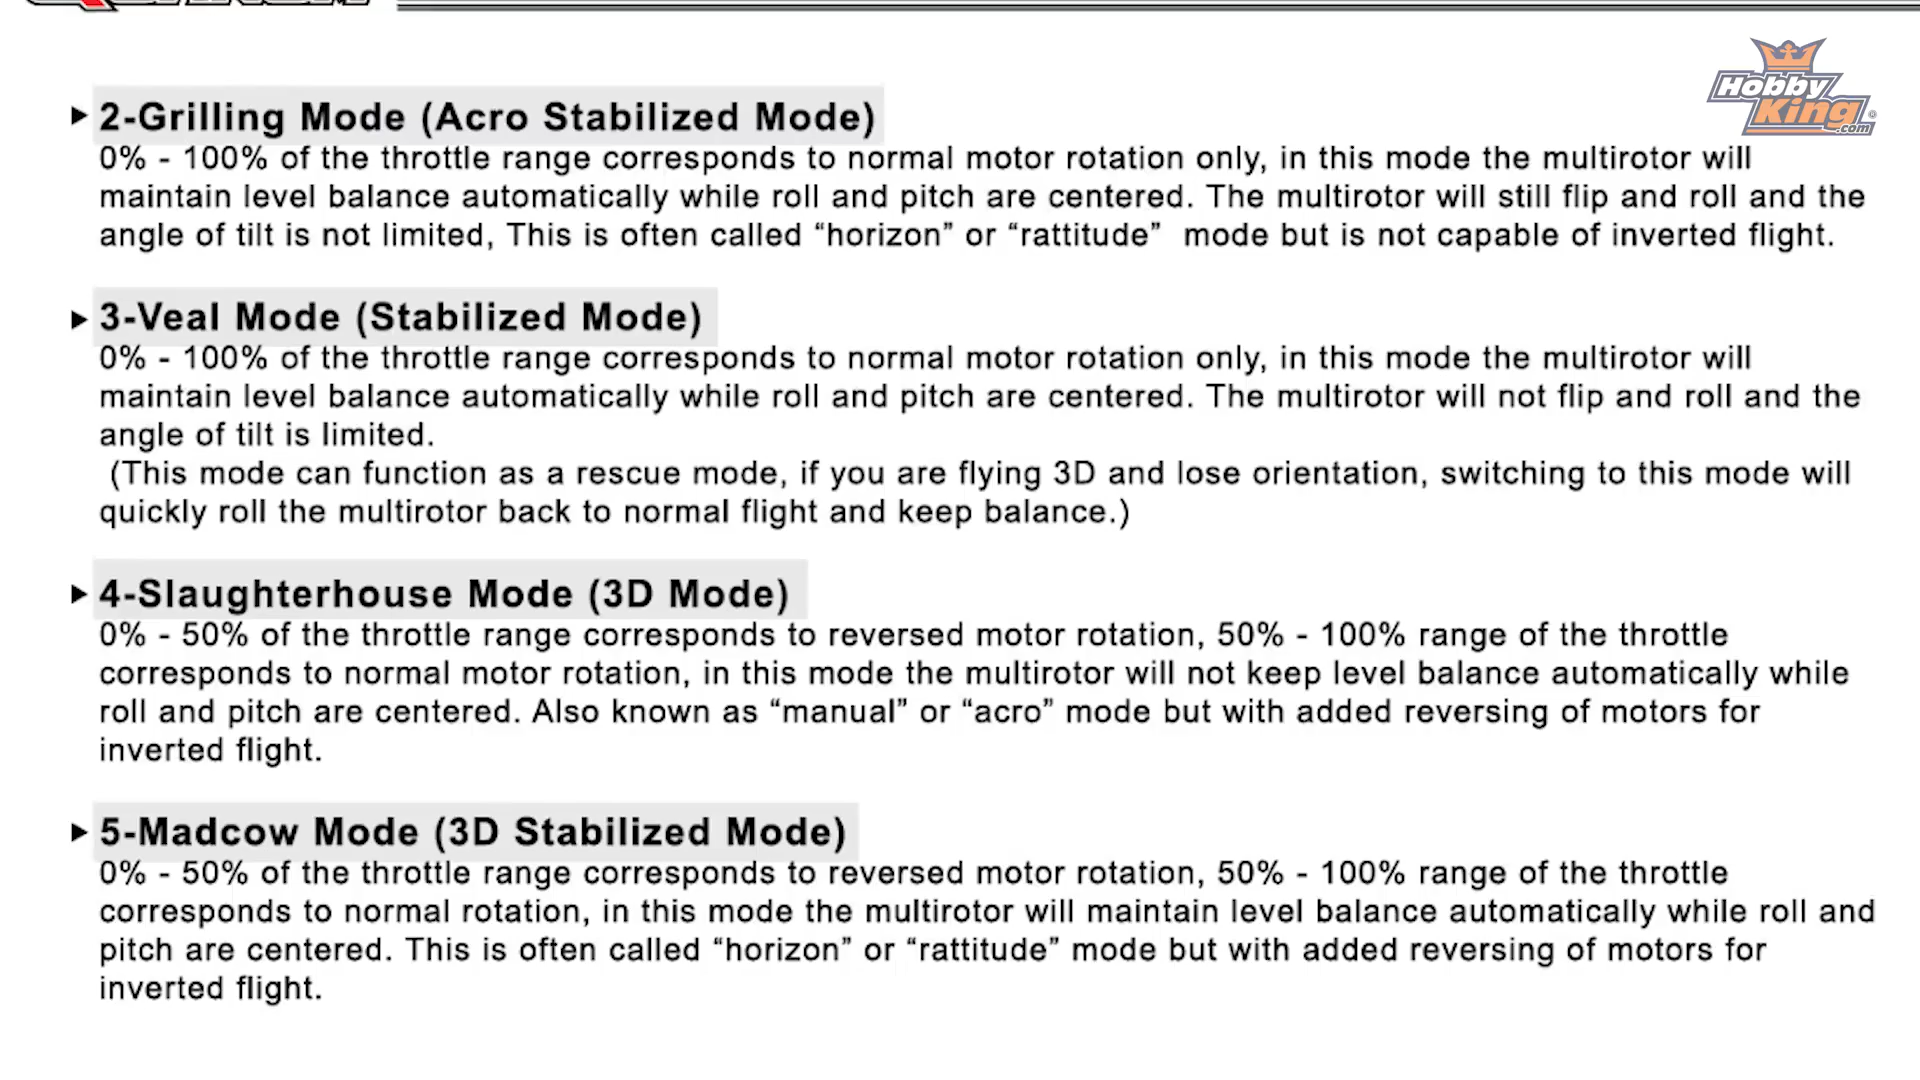 Hobby
King
.com
2-Grilling Mode (Acro Stabilized Mode)
0% - 100% of the throttle range corresponds to normal motor rotation only, in this mode the multirotor will
maintain level balance automatically while roll and pitch are centered. The multirotor will still flip and roll and the
angle of tilt is not limited, This is often called “horizon” or “rattitude”  mode but is not capable of inverted flight.
3-Veal Mode (Stabilized Mode)
0% - 100% of the throttle range corresponds to normal motor rotation only, in this mode the multirotor will
maintain level balance automatically while roll and pitch are centered. The multirotor will not flip and roll and the
angle of tilt is limited.
(This mode can function as a rescue mode, if you are flying 3D and lose orientation, switching to this mode will
quickly roll the multirotor back to normal flight and keep balance.)
4-Slaughterhouse Mode (3D Mode)
0% - 50% of the throttle range corresponds to reversed motor rotation, 50% - 100% range of the throttle
corresponds to normal motor rotation, in this mode the multirotor will not keep level balance automatically while
roll and pitch are centered. Also known as “manual” or “acro” mode but with added reversing of motors for
inverted flight.
5-Madcow Mode (3D Stabilized Mode)
0% - 50% of the throttle range corresponds to reversed motor rotation, 50% - 100% range of the throttle
corresponds to normal rotation, in this mode the multirotor will maintain level balance automatically while roll and
pitch are centered. This is often called “horizon” or “rattitude” mode but with added reversing of motors for
inverted flight.